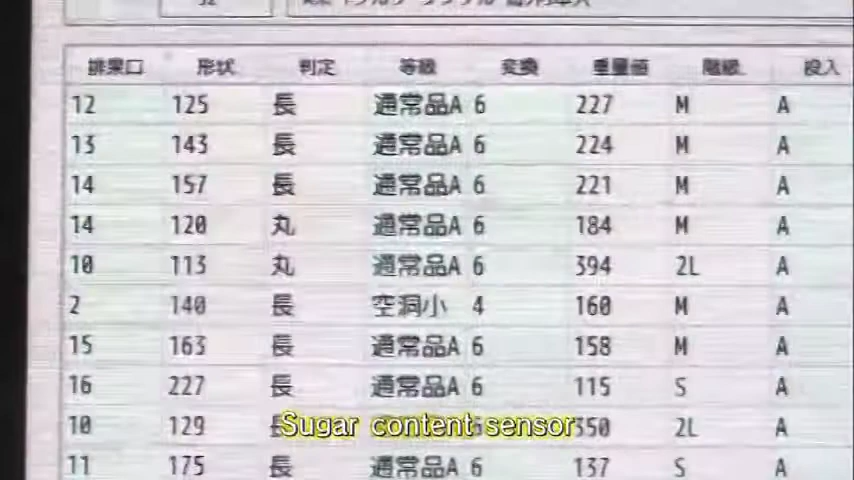 排果口 形状 判定 等級 変換 重量値 階級 投入
12 125 長 通常品A 6 227 M A
13 143 長 通常品A 6 224 M A
14 157 長 通常品A 6 221 M A
14 120 丸 通常品A 6 184 M A
10 113 丸 通常品A 6 394 2L A
2 140 長 空洞小 4 160 M A
15 163 長 通常品A 6 158 M A
16 227 長 通常品A 6 115 S A
10 129 350 2L A
Sugar content sensor
11 175 長 通常品A 6 137 S A